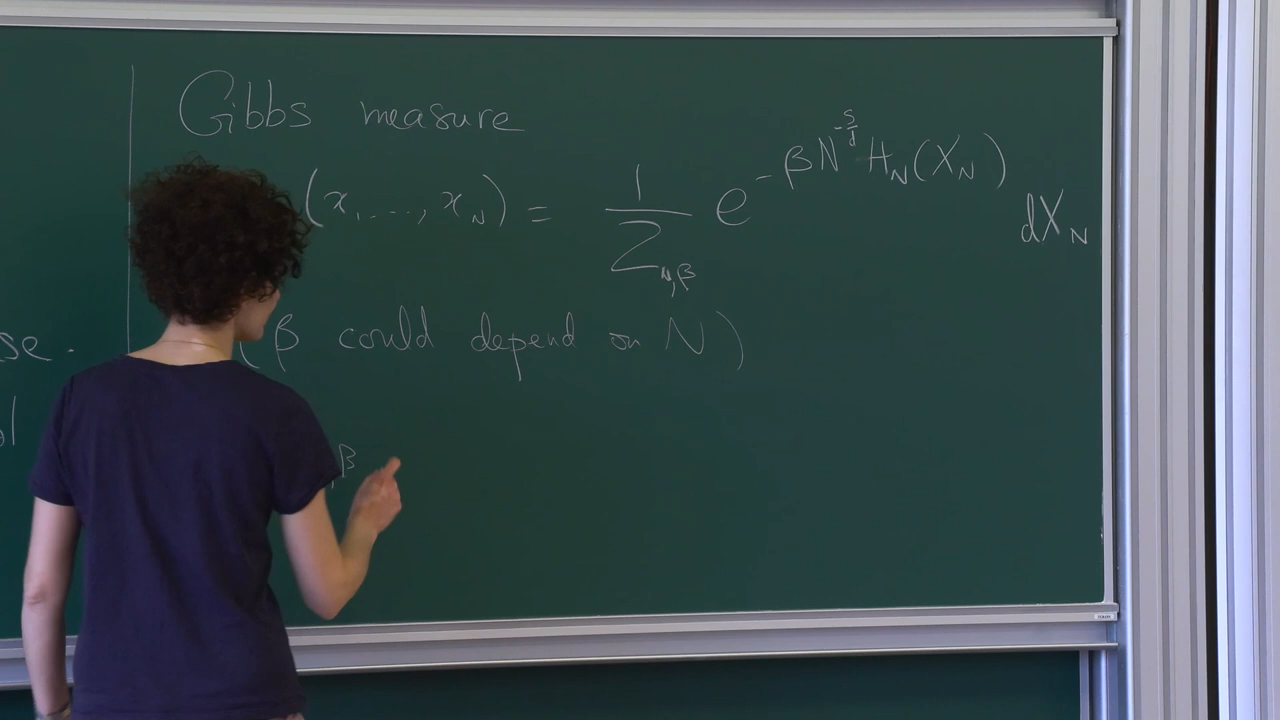 Gibbs measure
(x₁, ..., x_N) = 1/Z_{N,β} e^{-βN^{-s/d} H_N(X_N)} dX_N
se.
(β could depend on N)
β